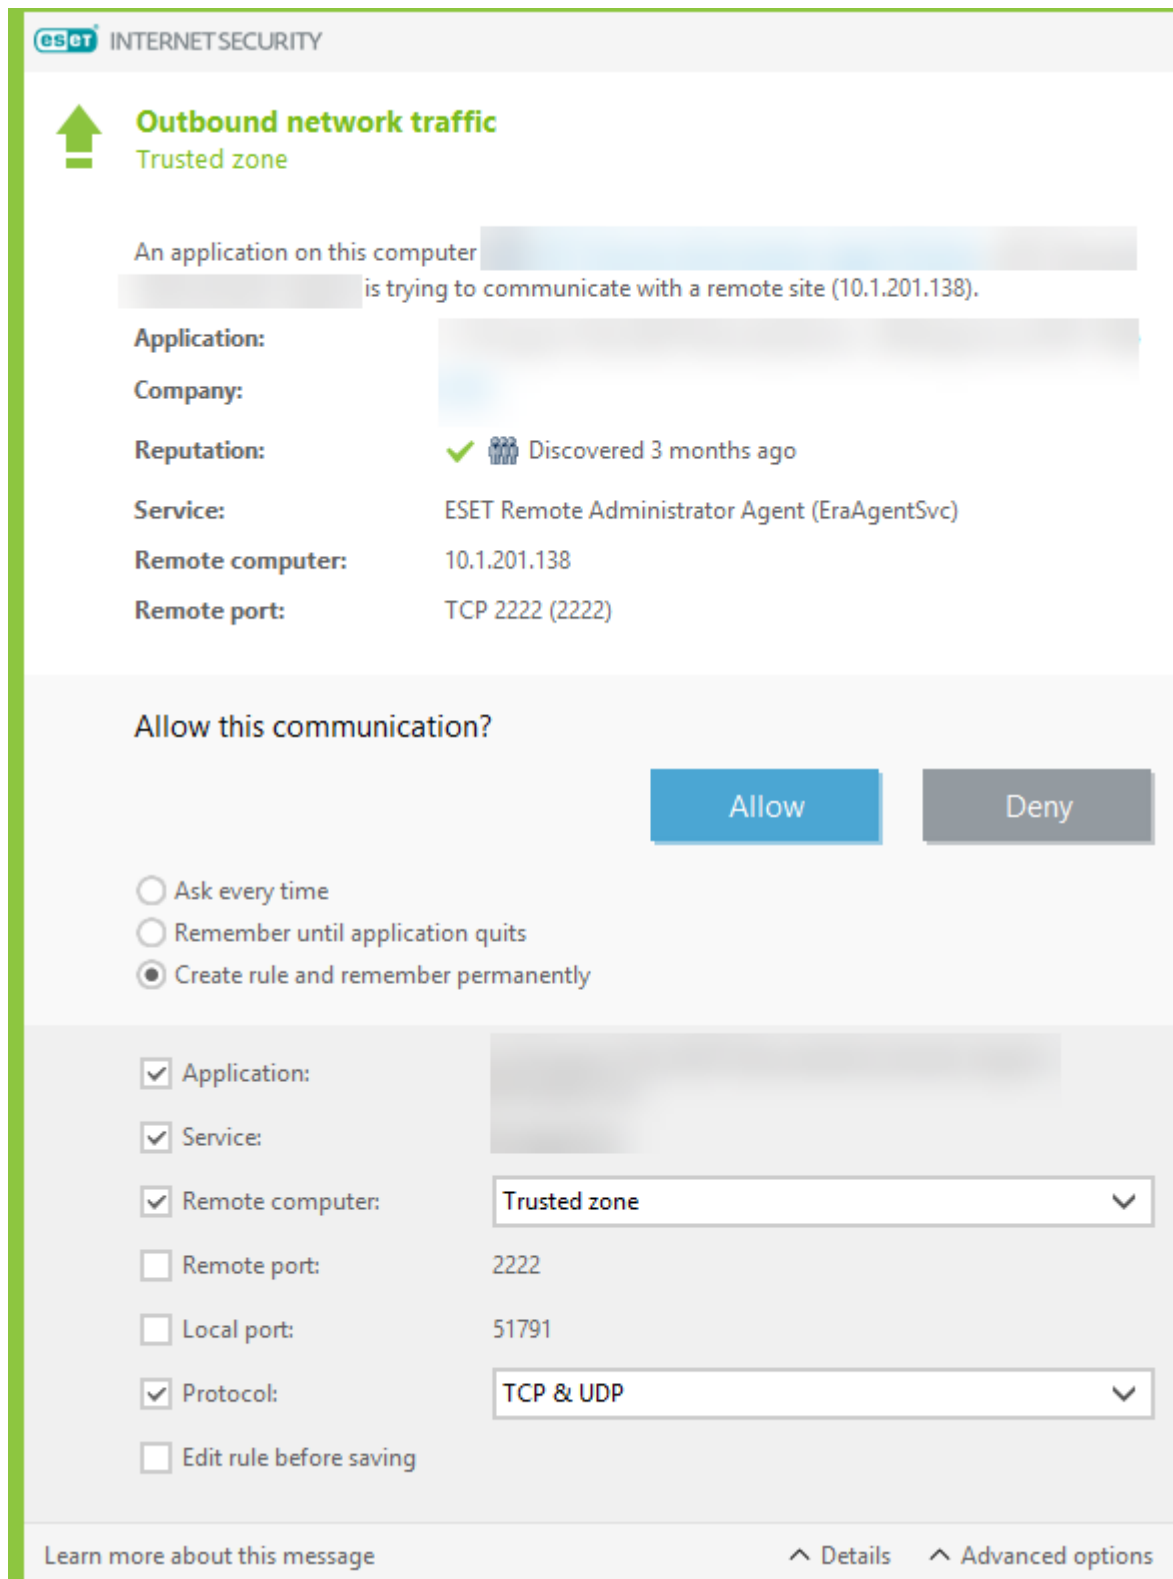 eset INTERNET SECURITY
Outbound network traffic
Trusted zone
An application on this computer
is trying to communicate with a remote site (10.1.201.138).
Application:
Company:
Reputation: Discovered 3 months ago
Service: ESET Remote Administrator Agent (EraAgentSvc)
Remote computer: 10.1.201.138
Remote port: TCP 2222 (2222)
Allow this communication?
Allow Deny
Ask every time
Remember until application quits
Create rule and remember permanently
Application:
Service:
Remote computer: Trusted zone
Remote port: 2222
Local port: 51791
Protocol: TCP & UDP
Edit rule before saving
Learn more about this message Details Advanced options